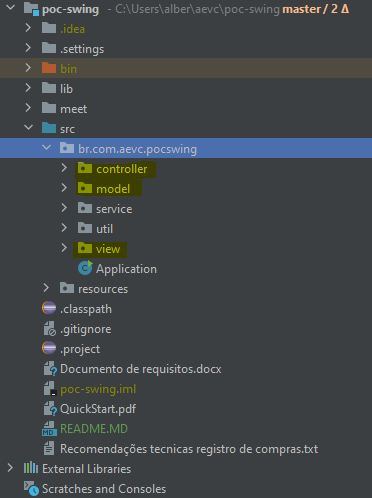 poc-swing - C:\Users\alber\aevc\poc-swing master / 2 Δ
.idea
.settings
bin
lib
meet
src
br.com.aevc.pocswing
controller
model
service
util
view
C Application
resources
.classpath
.gitignore
.project
Documento de requisitos.docx
poc-swing.iml
QuickStart.pdf
MD README.MD
Recomendações tecnicas registro de compras.txt
External Libraries
Scratches and Consoles